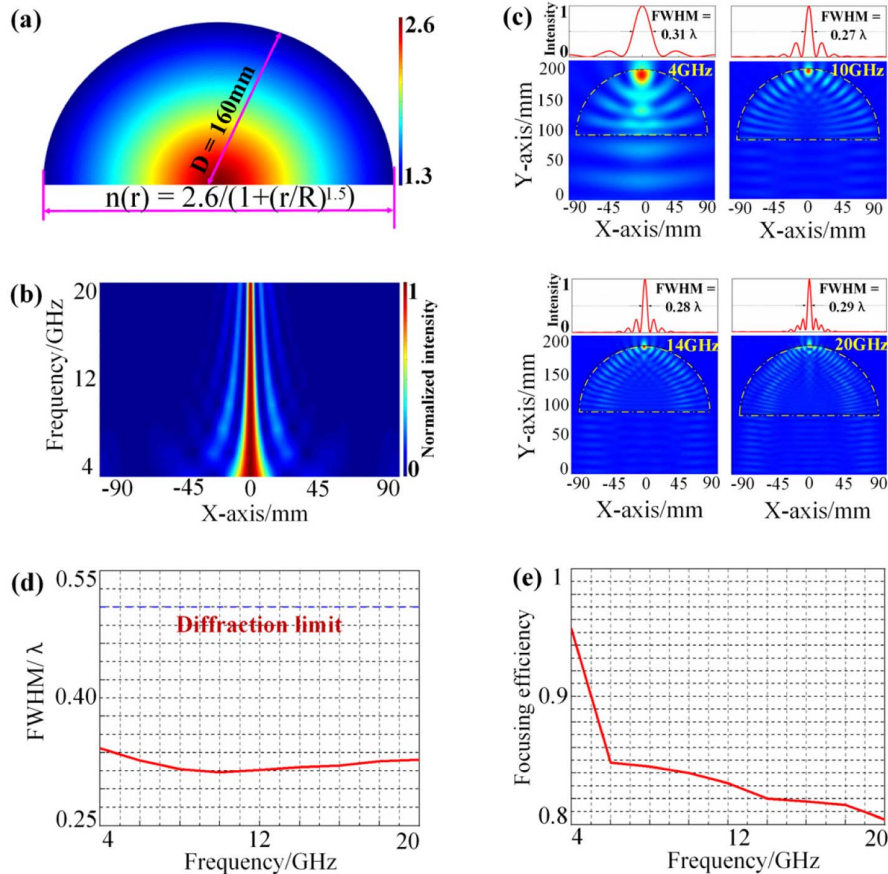 (a)
2.6
D = 160mm
1.3
n(r) = 2.6/(1+(r/R)^1.5)
(b)
20
12
4
Frequency/GHz
-90 -45 0 45 90
X-axis/mm
1
0
Normalized intensity
(c)
1
0
Intensity
FWHM =
0.31 λ
FWHM =
0.27 λ
200
150
100
50
0
Y-axis/mm
4GHz
10GHz
-90 -45 0 45 90
X-axis/mm
-90 -45 0 45 90
X-axis/mm
1
0
Intensity
FWHM =
0.28 λ
FWHM =
0.29 λ
200
150
100
50
0
Y-axis/mm
14GHz
20GHz
-90 -45 0 45 90
X-axis/mm
-90 -45 0 45 90
X-axis/mm
(d)
0.55
0.40
0.25
FWHM/ λ
Diffraction limit
4 12 20
Frequency/GHz
(e)
1
0.9
0.8
Focusing efficiency
4 12 20
Frequency/GHz